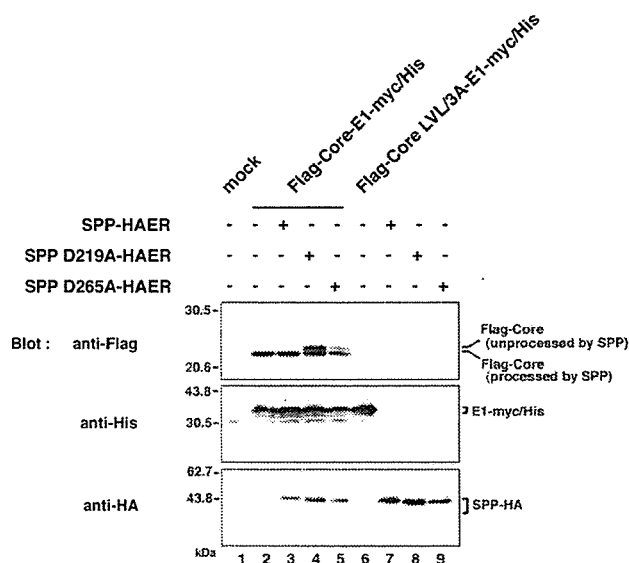 mock
Flag-Core-E1-myc/His
Flag-Core LVL/3A-E1-myc/His
SPP-HAER - - + - - - + - -
SPP D219A-HAER - - - + - - - + -
SPP D265A-HAER - - - - + - - - +
Blot : anti-Flag
30.5
20.6
Flag-Core
(unprocessed by SPP)
Flag-Core
(processed by SPP)
anti-His
43.8
30.5
E1-myc/His
anti-HA
62.7
43.8
SPP-HA
kDa 1 2 3 4 5 6 7 8 9